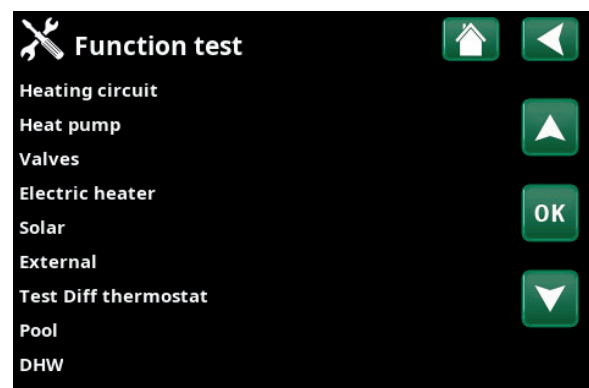 Function test
Heating circuit
Heat pump
Valves
Electric heater
Solar
OK
External
Test Diff thermostat
Pool
DHW